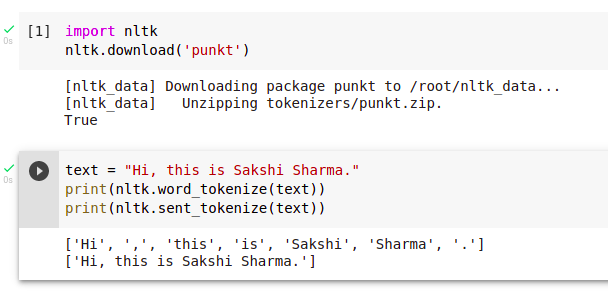 [1] import nltk
0s
nltk.download('punkt')
[nltk_data] Downloading package punkt to /root/nltk_data...
[nltk_data]   Unzipping tokenizers/punkt.zip.
True
text = "Hi, this is Sakshi Sharma."
0s
print(nltk.word_tokenize(text))
print(nltk.sent_tokenize(text))
['Hi', ',', 'this', 'is', 'Sakshi', 'Sharma', '.']
['Hi, this is Sakshi Sharma.']